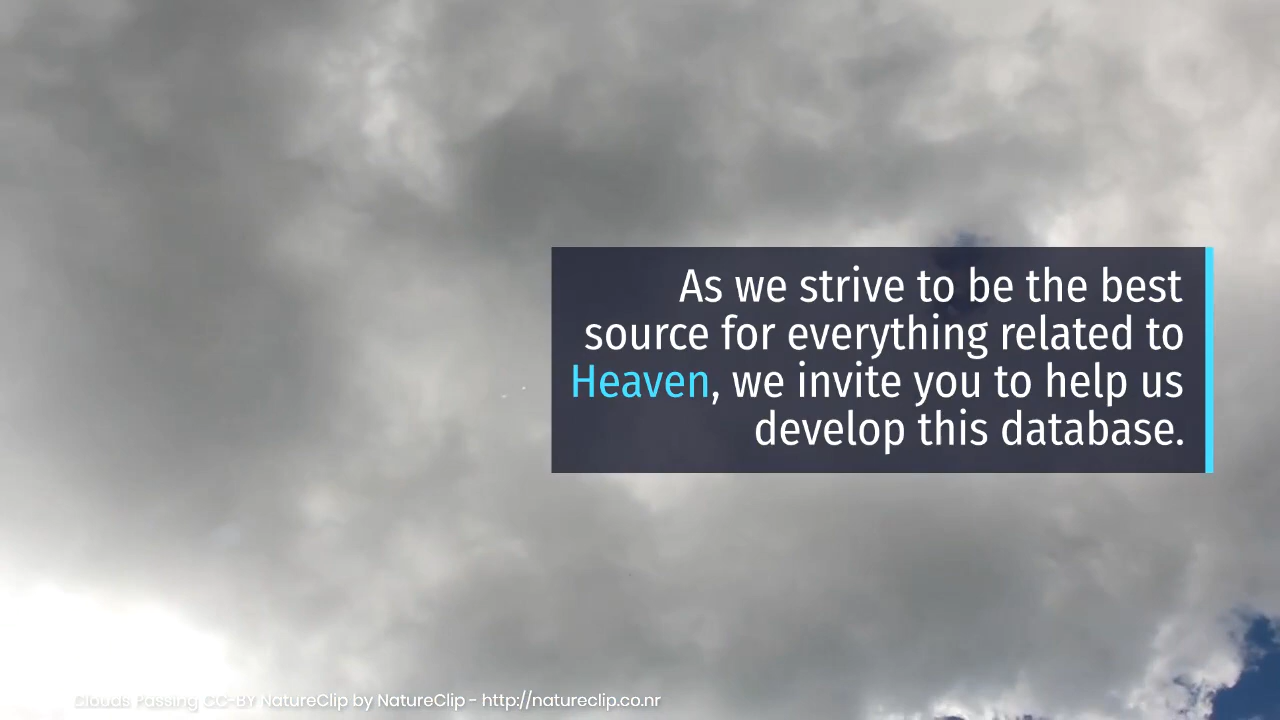 As we strive to be the best
source for everything related to
Heaven, we invite you to help us
develop this database.
Clouds Passing CC-BY NatureClip by NatureClip - http://natureclip.co.nr